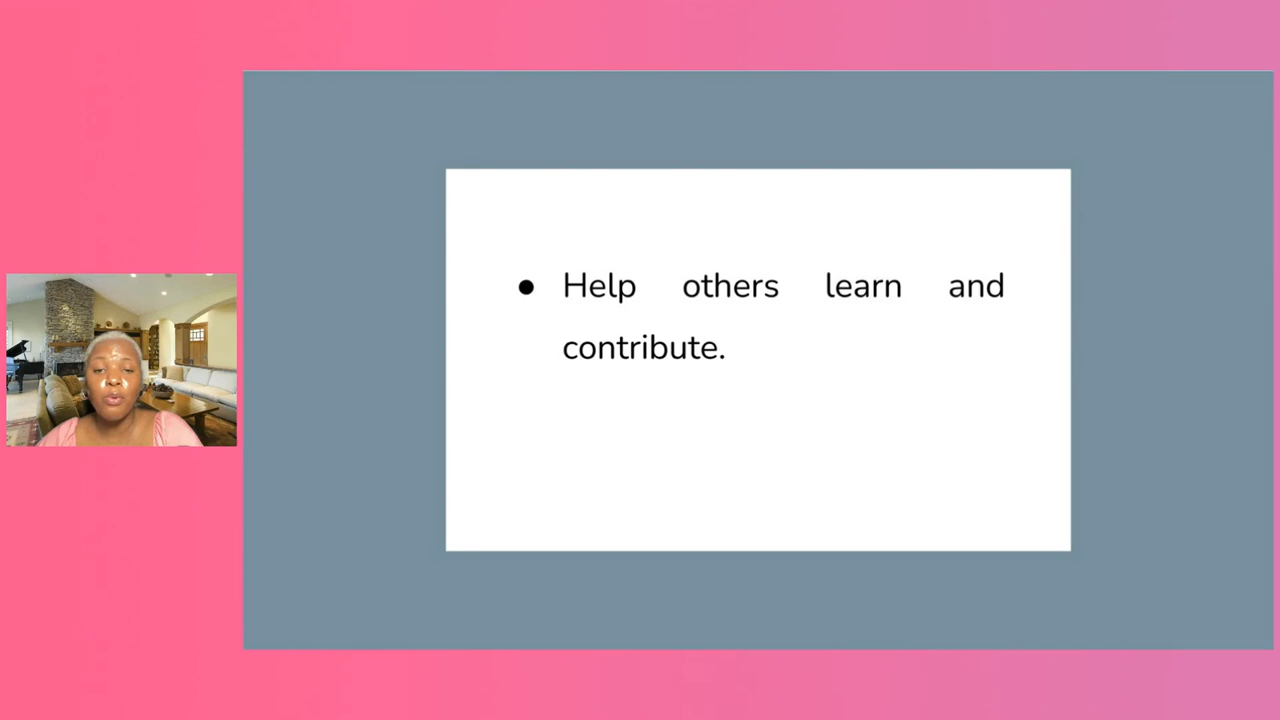 ● Help others learn and
contribute.